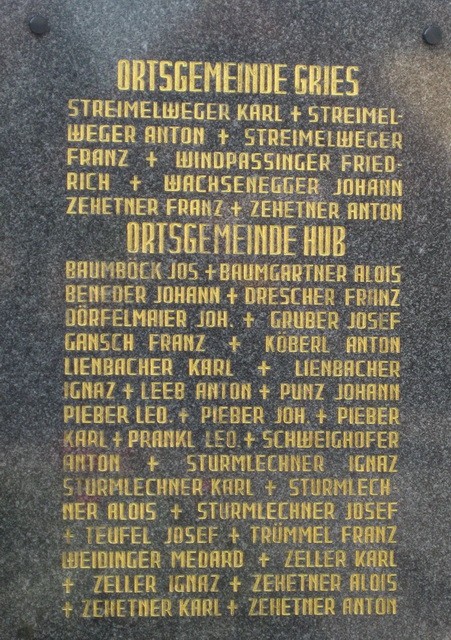 ORTSGEMEINDE GRIES
STREIMELWEGER KARL + STREIMEL-
WEGER ANTON + STREIMELWEGER
FRANZ + WINDPASSINGER FRIED-
RICH + WACHSENEGGER JOHANN
ZEHETNER FRANZ + ZEHETNER ANTON
ORTSGEMEINDE HUB
BAUMBOCK JOS. + BAUMGARTNER ALOIS
BENEDER JOHANN + DRESCHER FRANZ
DÖRFELMAIER JOH. + GRUBER JOSEF
GANSCH FRANZ + KOBERL ANTON
LIENBACHER KARL + LIENBACHER
IGNAZ + LEEB ANTON + PUNZ JOHANN
PIEBER LEO. + PIEBER JOH. + PIEBER
KARL + PRANKL LEO. + SCHWEIGHOFER
ANTON + STURMLECHNER IGNAZ
STURMLECHNER KARL + STURMLECH-
NER ALOIS + STURMLECHNER JOSEF
+ TEUFEL JOSEF + TRÜMMEL FRANZ
WEIDINGER MEDARD + ZELLER KARL
+ ZELLER IGNAZ + ZEHETNER ALOIS
+ ZEHETNER KARL + ZEHETNER ANTON